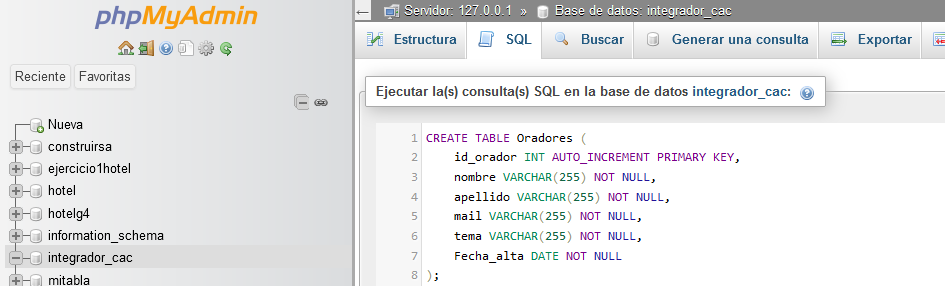 phpMyAdmin
Reciente
Favoritas
Nueva
construirsa
ejercicio1hotel
hotel
hotelg4
information_schema
integrador_cac
mitabla
Servidor: 127.0.0.1 » Base de datos: integrador_cac
Estructura
SQL
Buscar
Generar una consulta
Exportar
Ejecutar la(s) consulta(s) SQL en la base de datos integrador_cac:
1 CREATE TABLE Oradores (
2 id_orador INT AUTO_INCREMENT PRIMARY KEY,
3 nombre VARCHAR(255) NOT NULL,
4 apellido VARCHAR(255) NOT NULL,
5 mail VARCHAR(255) NOT NULL,
6 tema VARCHAR(255) NOT NULL,
7 Fecha_alta DATE NOT NULL
8 );